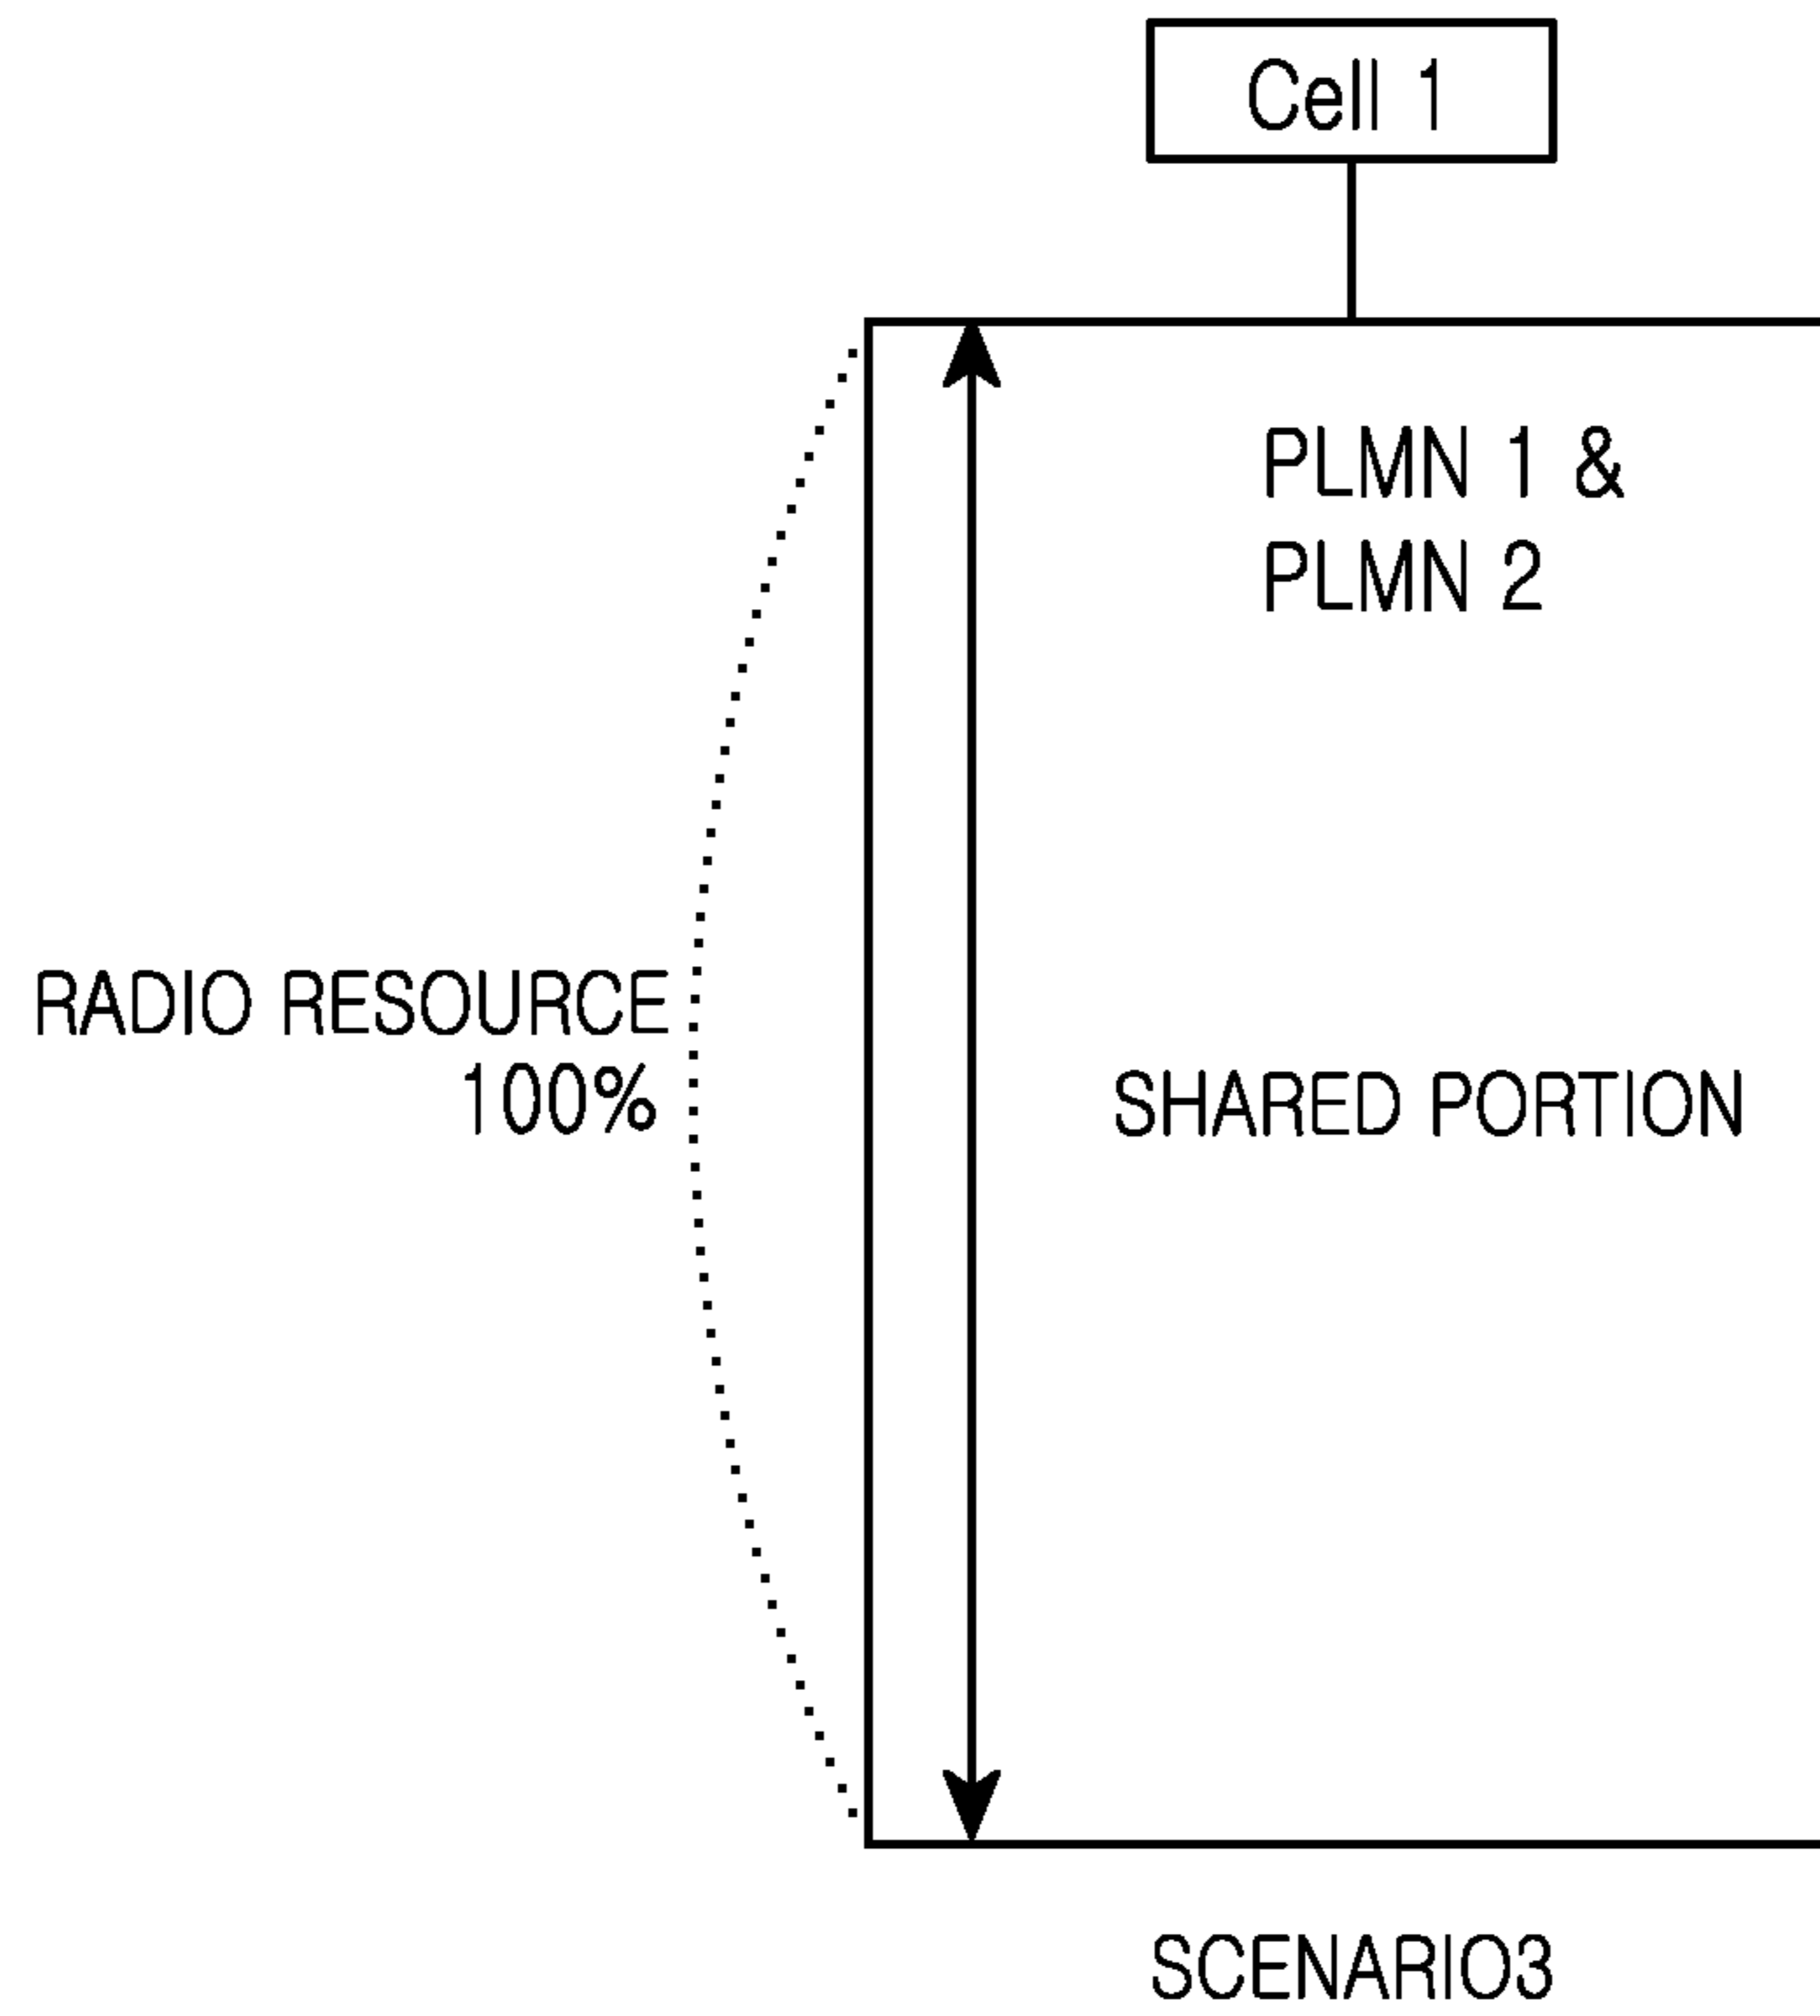 Cell 1
PLMN 1 &
PLMN 2
RADIO RESOURCE
100%
SHARED PORTION
SCENARIO3